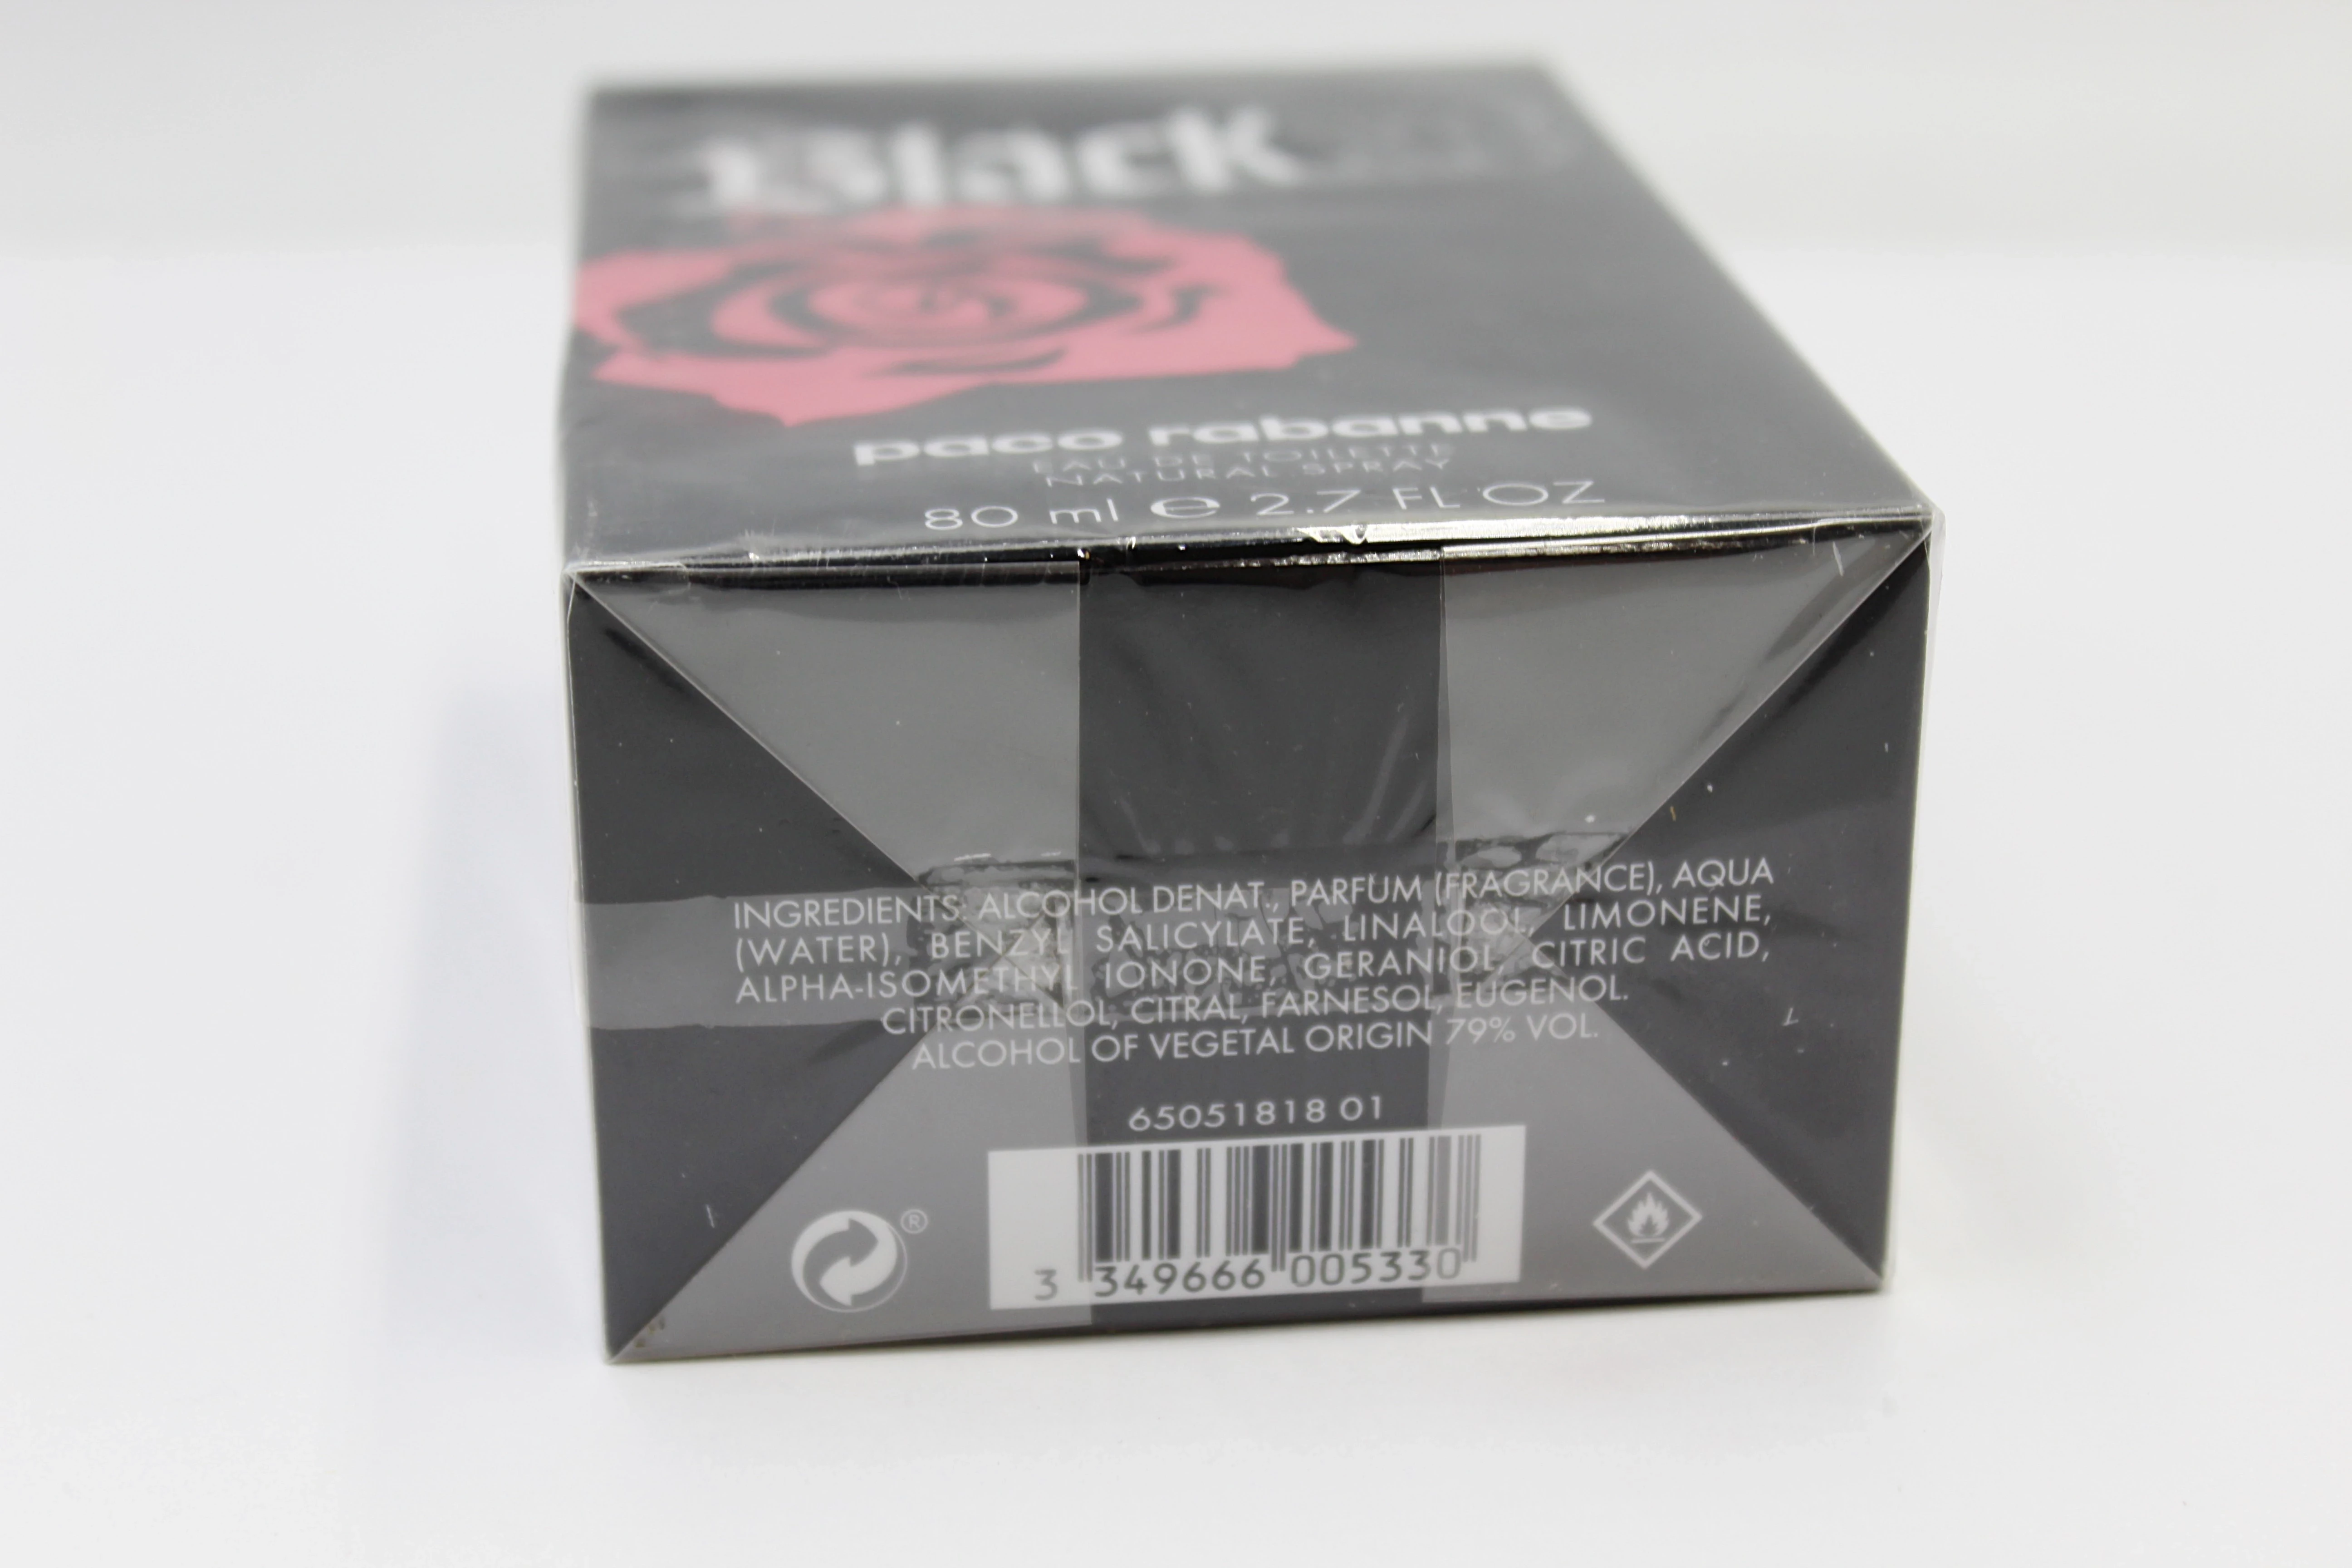 Black
paco rabanne
EAU DE TOILETTE
NATURAL SPRAY
80 ml e 2.7 FL OZ
INGREDIENTS: ALCOHOL DENAT., PARFUM (FRAGRANCE), AQUA
(WATER), BENZYL SALICYLATE, LINALOOL, LIMONENE,
ALPHA-ISOMETHYL IONONE, GERANIOL, CITRIC ACID,
CITRONELLOL, CITRAL, FARNESOL, EUGENOL.
ALCOHOL OF VEGETAL ORIGIN 79% VOL.
65051818 01
®
3 349666 005330